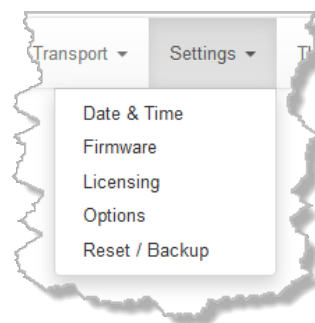 Transport Settings
Date & Time
Firmware
Licensing
Options
Reset / Backup